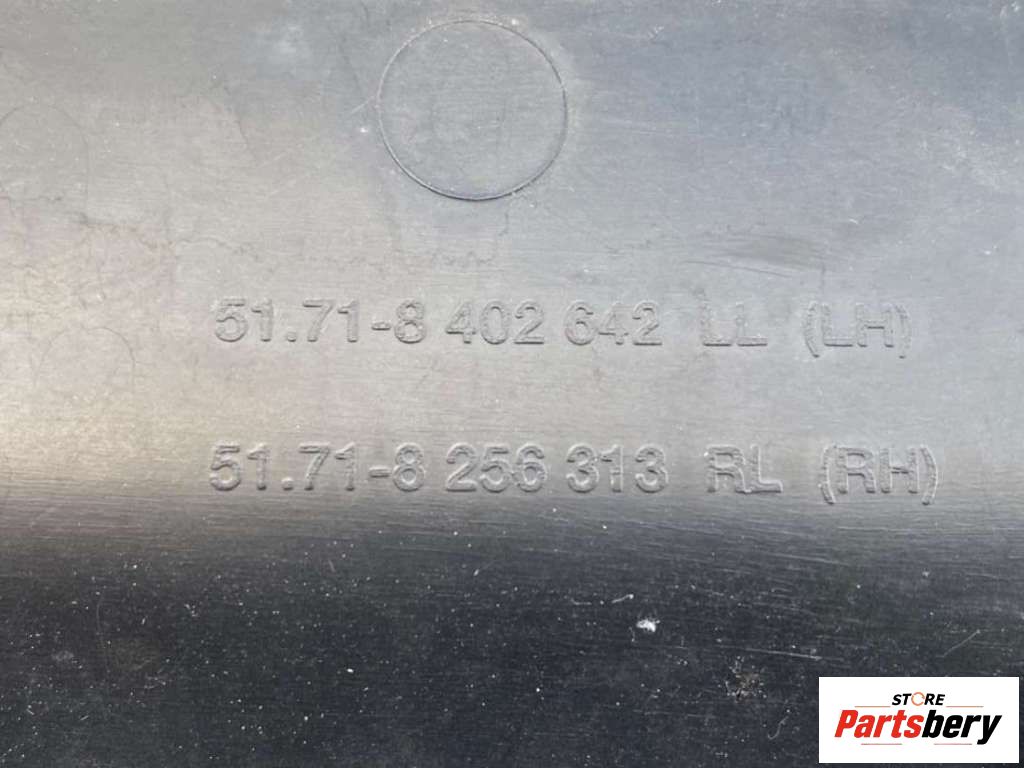 51.71-8 402 642 LL (LH)
51.71-8 256 313 RL (RH)
STORE
Partsbery